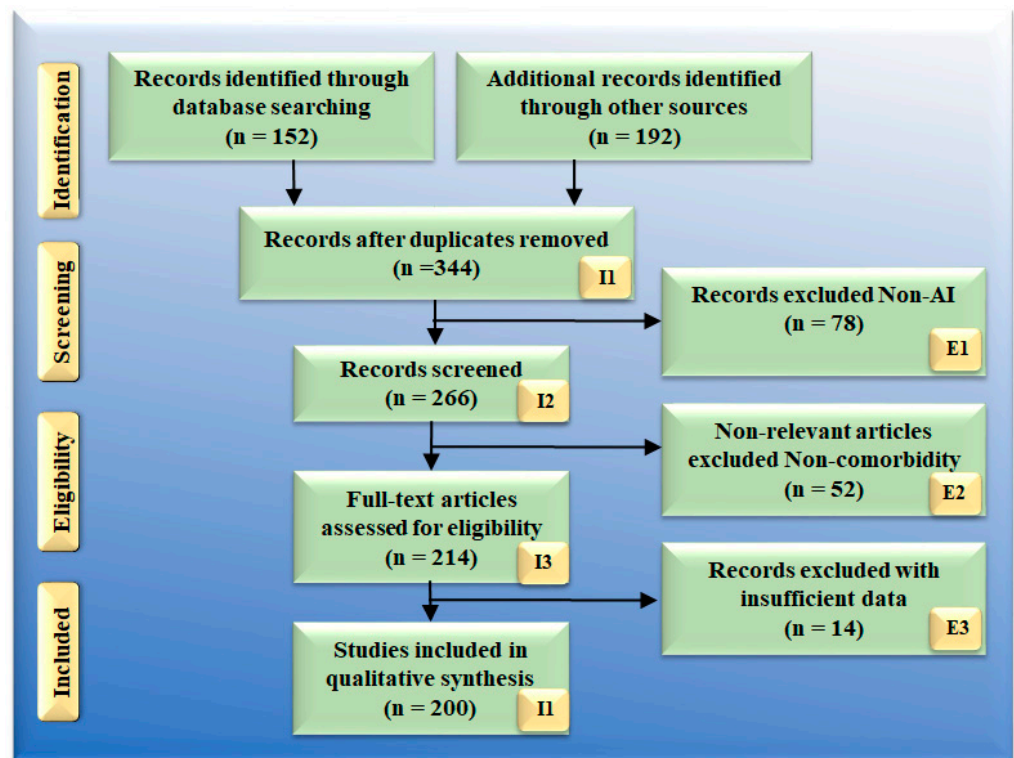 Identification
Records identified through
database searching
(n = 152)
Additional records identified
through other sources
(n = 192)
Records after duplicates removed
(n =344)
I1
Screening
Records excluded Non-AI
(n = 78)
E1
Records screened
(n = 266)
I2
Eligibility
Non-relevant articles
excluded Non-comorbidity
(n = 52)
E2
Full-text articles
assessed for eligibility
(n = 214)
I3
Records excluded with
insufficient data
(n = 14)
E3
Included
Studies included in
qualitative synthesis
(n = 200)
I1